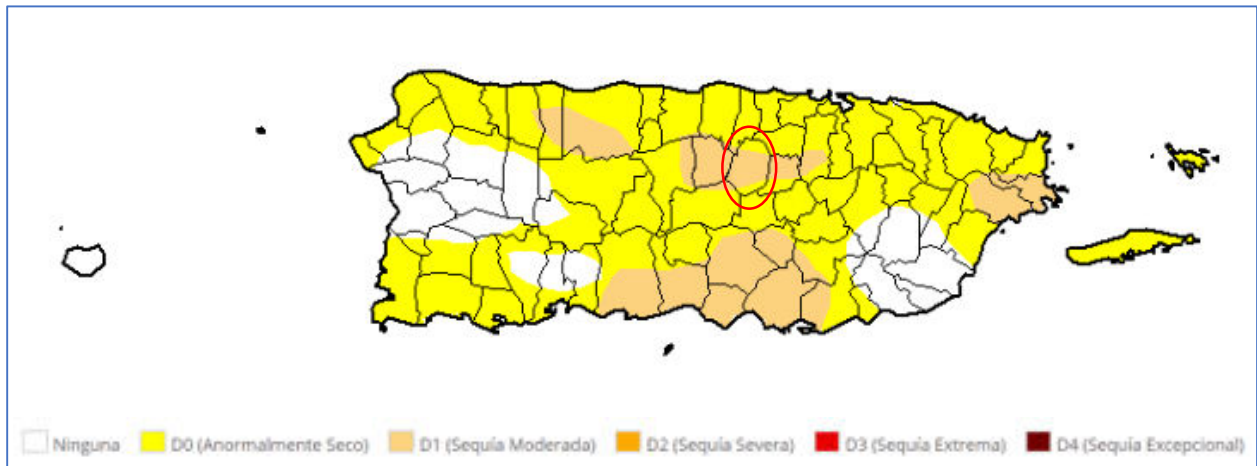 Ninguna D0 (Anormalmente Seco) D1 (Sequía Moderada) D2 (Sequía Severa) D3 (Sequía Extrema) D4 (Sequía Excepcional)